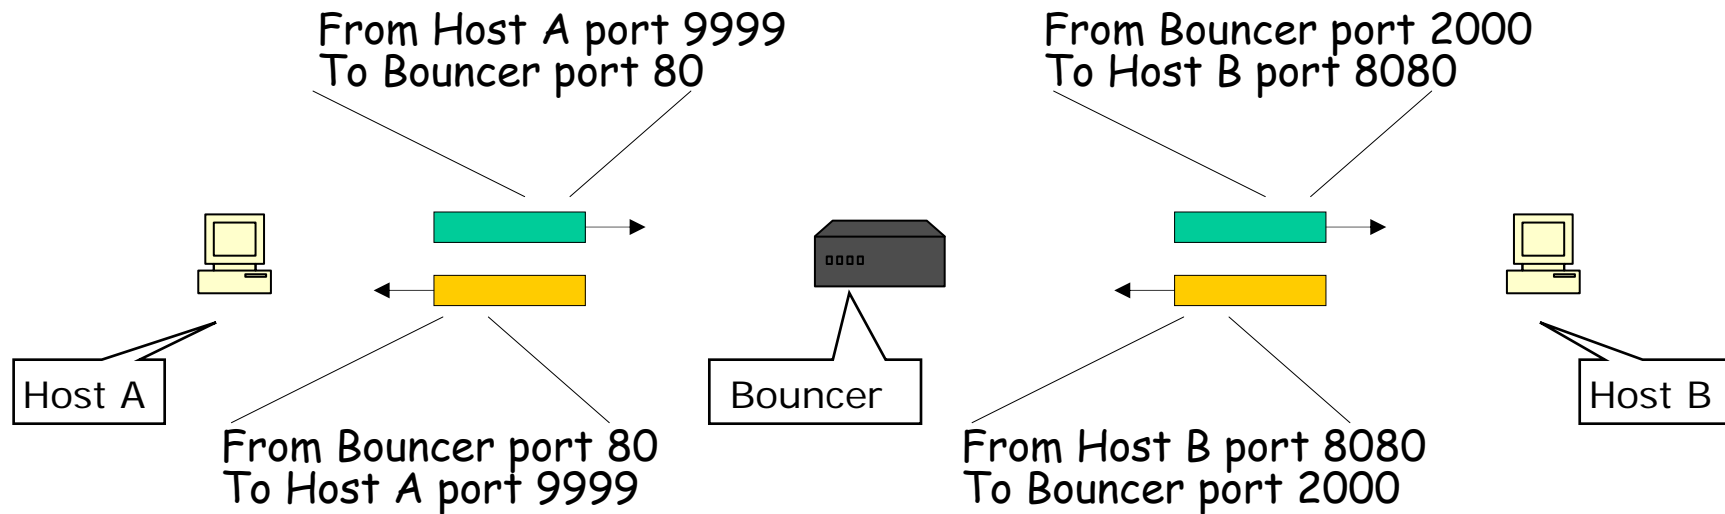 From Host A port 9999
To Bouncer port 80
From Bouncer port 2000
To Host B port 8080
Host A
Bouncer
Host B
From Bouncer port 80
To Host A port 9999
From Host B port 8080
To Bouncer port 2000